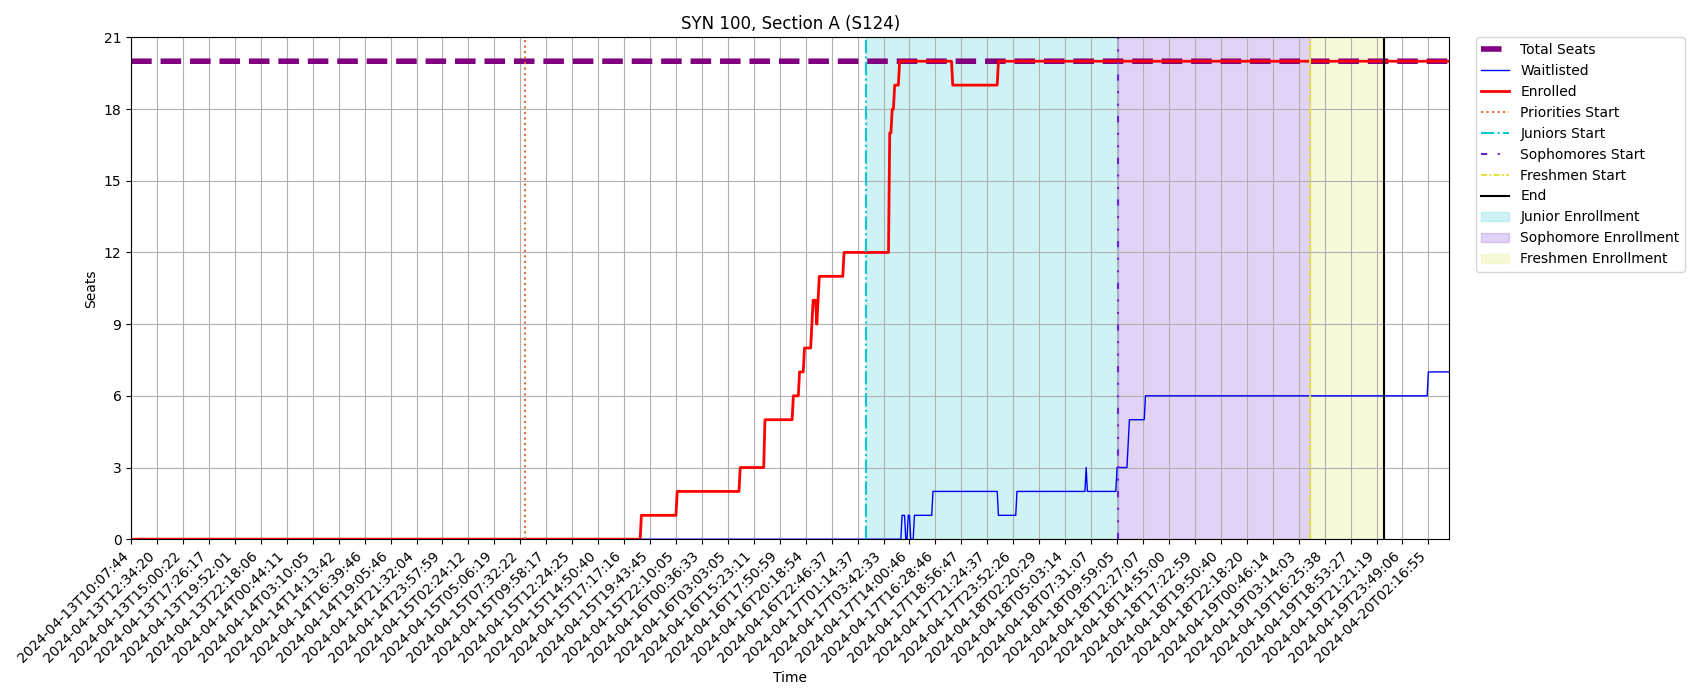 SYN 100, Section A (S124)
21
18
15
12
9
6
3
0
Seats
2024-04-13T10:07:44
2024-04-13T12:34:20
2024-04-13T15:00:22
2024-04-13T17:26:17
2024-04-13T19:52:01
2024-04-13T22:18:06
2024-04-14T00:44:11
2024-04-14T03:10:05
2024-04-14T14:13:42
2024-04-14T16:39:46
2024-04-14T19:05:46
2024-04-14T21:32:04
2024-04-14T23:57:59
2024-04-15T02:24:12
2024-04-15T05:06:19
2024-04-15T07:32:22
2024-04-15T09:58:17
2024-04-15T12:24:25
2024-04-15T14:50:40
2024-04-15T17:17:16
2024-04-15T19:43:45
2024-04-15T22:10:05
2024-04-16T00:36:33
2024-04-16T03:03:05
2024-04-16T15:23:11
2024-04-16T17:50:59
2024-04-16T20:18:54
2024-04-16T22:46:37
2024-04-17T01:14:37
2024-04-17T03:42:33
2024-04-17T14:00:46
2024-04-17T16:28:46
2024-04-17T18:56:47
2024-04-17T21:24:37
2024-04-17T23:52:26
2024-04-18T02:20:29
2024-04-18T05:03:14
2024-04-18T07:31:07
2024-04-18T09:59:05
2024-04-18T12:27:07
2024-04-18T14:55:00
2024-04-18T17:22:59
2024-04-18T19:50:40
2024-04-18T22:18:20
2024-04-19T00:46:14
2024-04-19T03:14:03
2024-04-19T16:25:38
2024-04-19T18:53:27
2024-04-19T21:21:19
2024-04-19T23:49:06
2024-04-20T02:16:55
Time
Total Seats
Waitlisted
Enrolled
Priorities Start
Juniors Start
Sophomores Start
Freshmen Start
End
Junior Enrollment
Sophomore Enrollment
Freshmen Enrollment